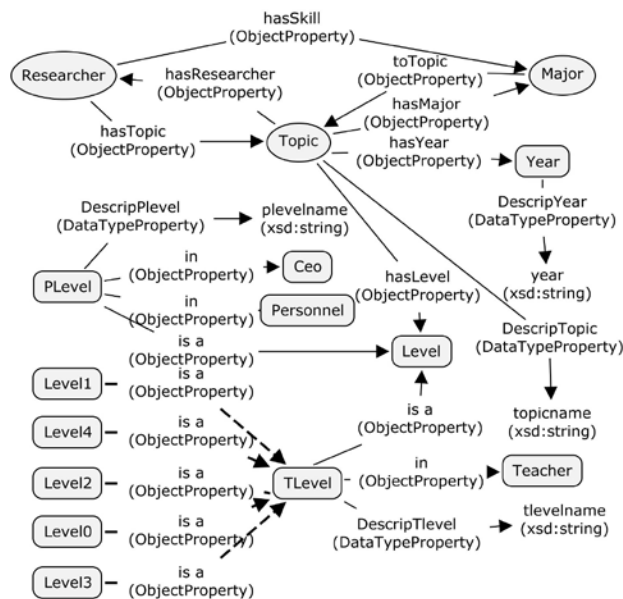 hasSkill
(ObjectProperty)
Researcher
hasResearcher
(ObjectProperty)
toTopic
(ObjectProperty)
Major
hasMajor
(ObjectProperty)
hasTopic
(ObjectProperty)
Topic
hasYear
(ObjectProperty)
Year
DescripPlevel
(DataTypeProperty)
plevelname
(xsd:string)
DescripYear
(DataTypeProperty)
PLevel
in
(ObjectProperty)
Ceo
hasLevel
(ObjectProperty)
year
(xsd:string)
in
(ObjectProperty)
Personnel
is a
(ObjectProperty)
Level
DescripTopic
(DataTypeProperty)
Level1
is a
(ObjectProperty)
Level4
is a
(ObjectProperty)
is a
(ObjectProperty)
topicname
(xsd:string)
Level2
is a
(ObjectProperty)
TLevel
in
(ObjectProperty)
Teacher
Level0
is a
(ObjectProperty)
DescripTlevel
(DataTypeProperty)
tlevelname
(xsd:string)
Level3
is a
(ObjectProperty)